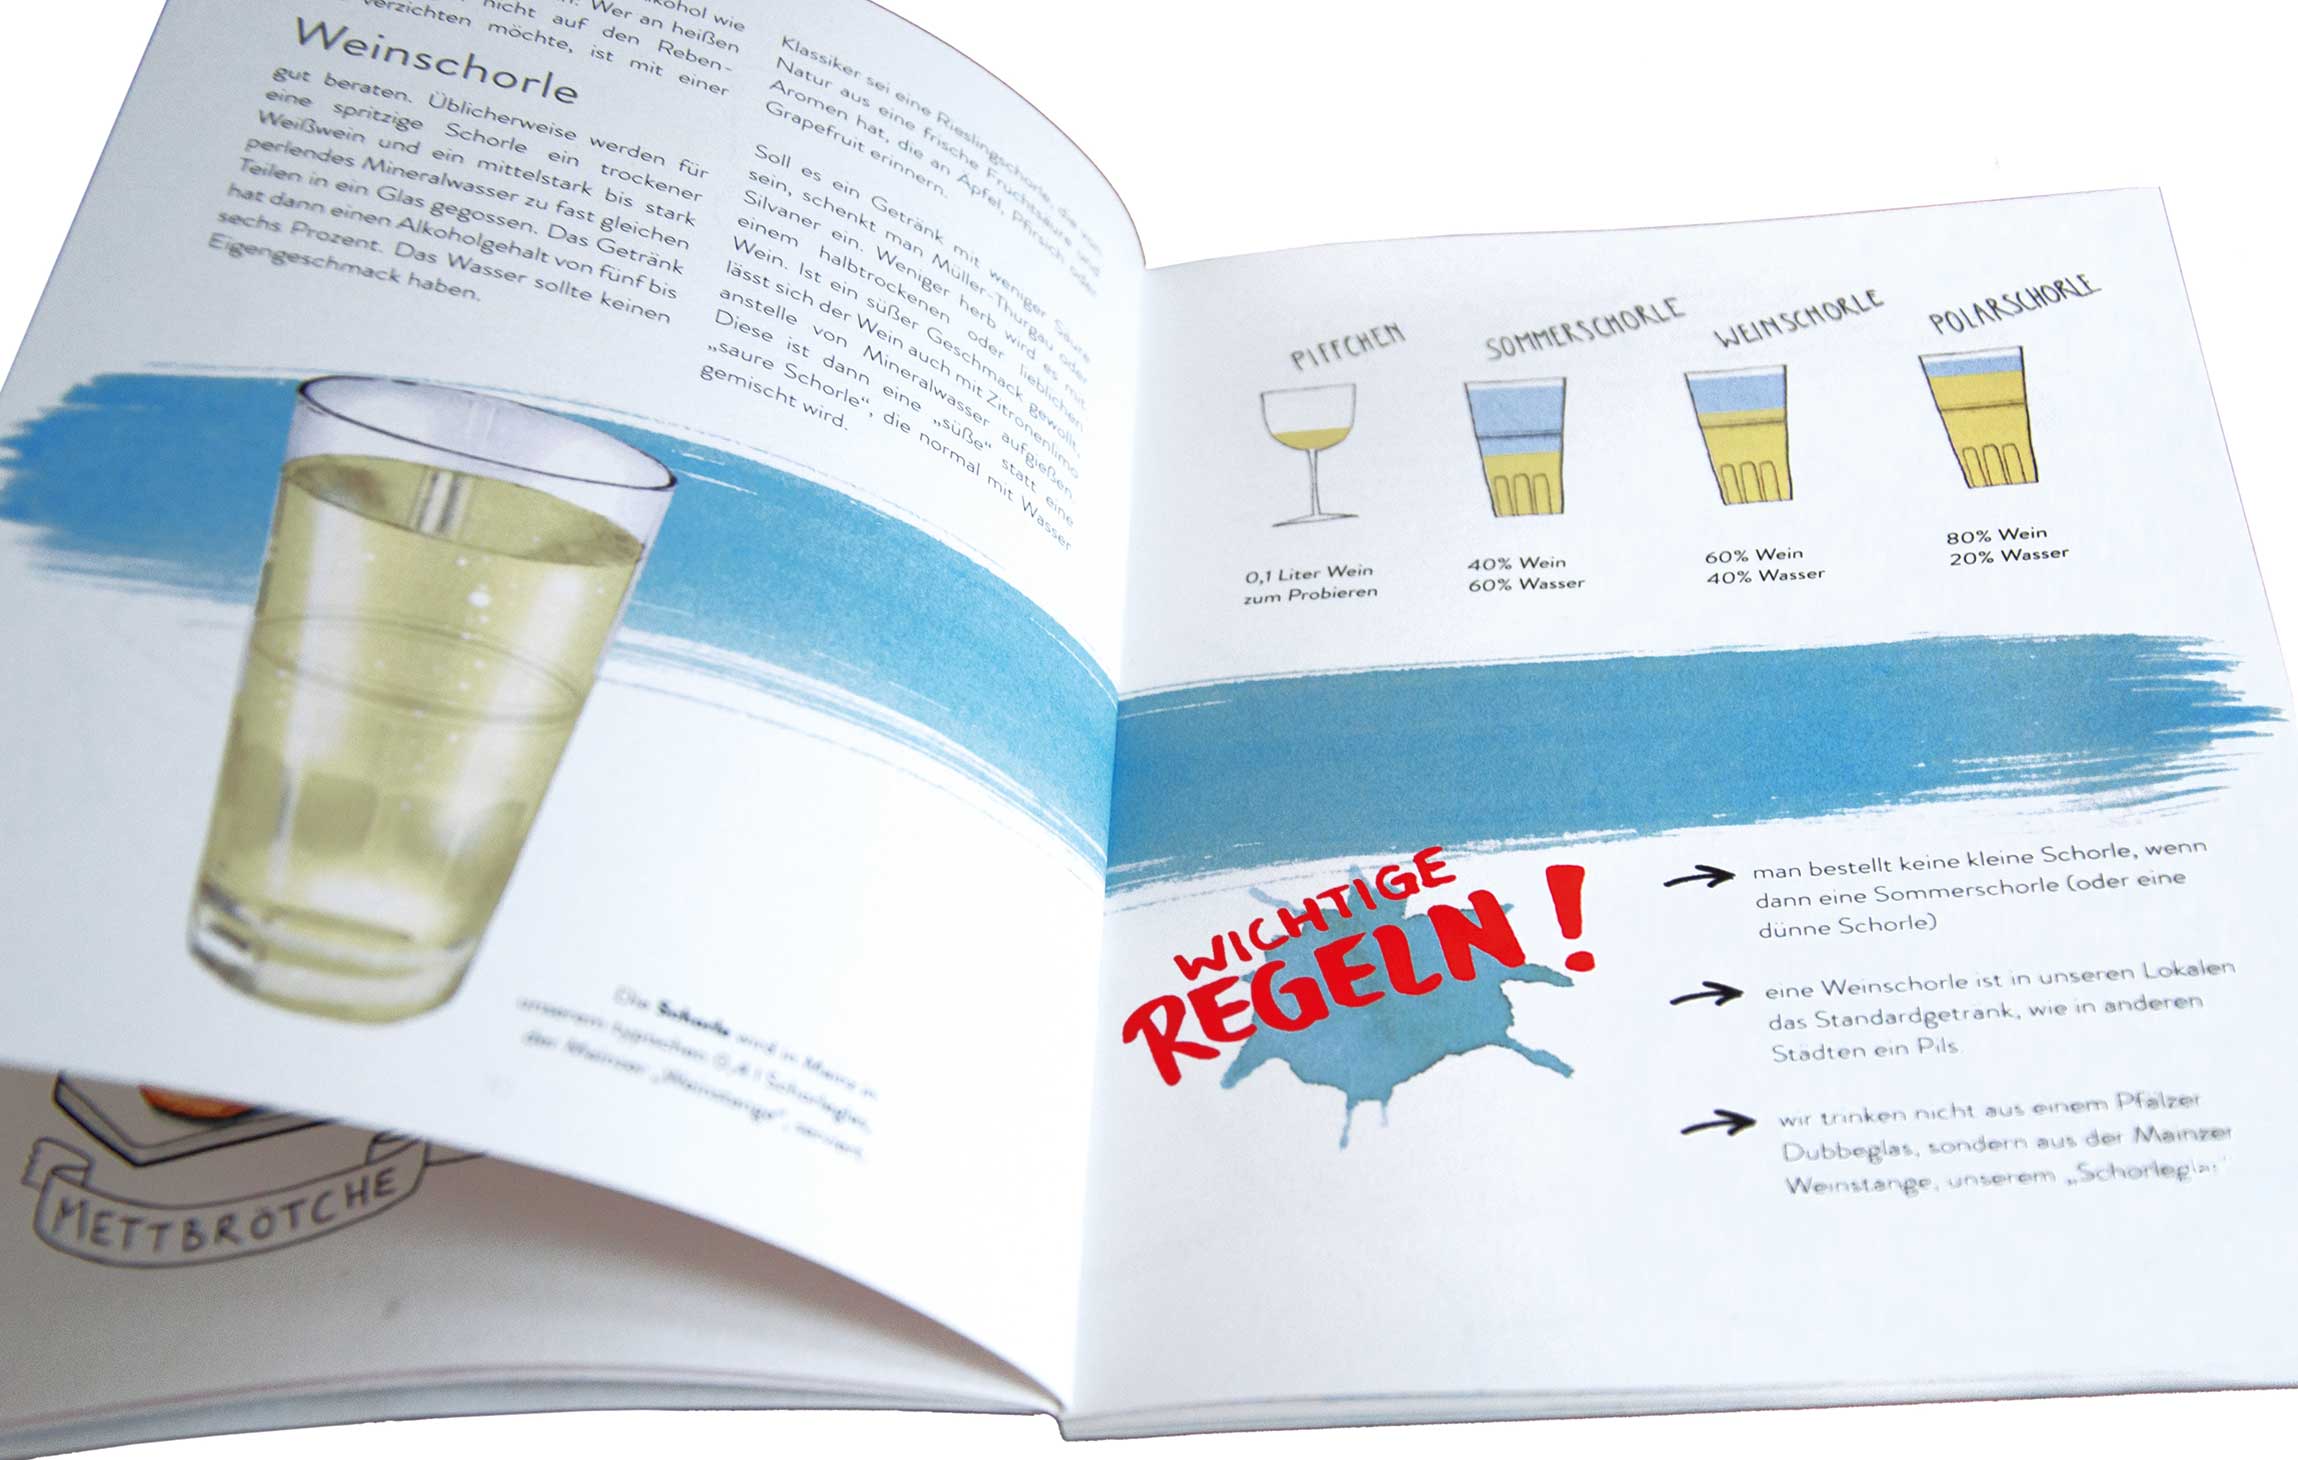 Alkohol wie
Wer an heißen
nicht auf den Reben-
verzichten möchte, ist mit einer
Weinschorle
gut beraten. Üblicherweise werden für
eine spritzige Schorle ein trockener
Weißwein und ein mittelstark bis stark
perlendes Mineralwasser zu fast gleichen
Teilen in ein Glas gegossen. Das Getränk
hat dann einen Alkoholgehalt von fünf bis
sechs Prozent. Das Wasser sollte keinen
Eigengeschmack haben.
Klassiker sei eine Rieslingschorle, die von
Natur aus eine frische Fruchtsäure und
Aromen hat, die an Apfel, Pfirsich oder
Grapefruit erinnern.
Soll es ein Getränk mit weniger Säure
sein, schenkt man Müller-Thurgau oder
Silvaner ein. Weniger herb wird es mit
einem halbtrockenen oder lieblichen
Wein. Ist ein süßer Geschmack gewollt,
lässt sich der Wein auch mit Zitronenlimo
anstelle von Mineralwasser aufgießen.
Diese ist dann eine „süße“ statt eine
„saure Schorle“, die normal mit Wasser
gemischt wird.
Die Schorle wird in Mainz in
unserem typischen 0,4 l Schorleglas,
der Mainzer „Weinstange“, serviert.
METTBRÖTCHE
PIFFCHEN
0,1 Liter Wein
zum Probieren
SOMMERSCHORLE
40% Wein
60% Wasser
WEINSCHORLE
60% Wein
40% Wasser
POLARSCHORLE
80% Wein
20% Wasser
WICHTIGE
REGELN!
man bestellt keine kleine Schorle, wenn
dann eine Sommerschorle (oder eine
dünne Schorle)
eine Weinschorle ist in unseren Lokalen
das Standardgetränk, wie in anderen
Städten ein Pils.
wir trinken nicht aus einem Pfälzer
Dubbeglas, sondern aus der Mainzer
Weinstange, unserem „Schorleglas“